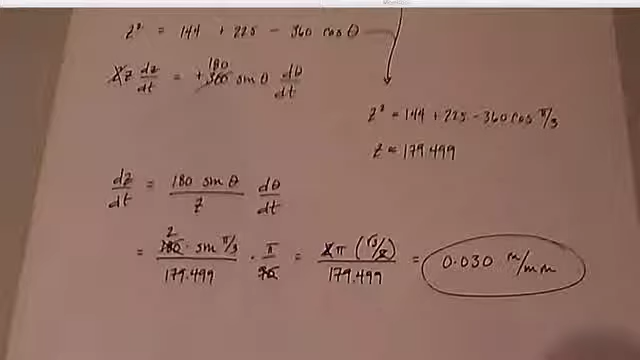 z² = 144 + 225 - 360 cos θ
2z dz/dt = +360 180 sin θ dθ/dt
z² = 144 + 225 - 360 cos π/3
z = 179.499
dz/dt = 180 sin θ / z dθ/dt
= 180 2 · sin π/3 / 179.499 · π/90 = 2π (√3/2) / 179.499 = 0.030 m/min